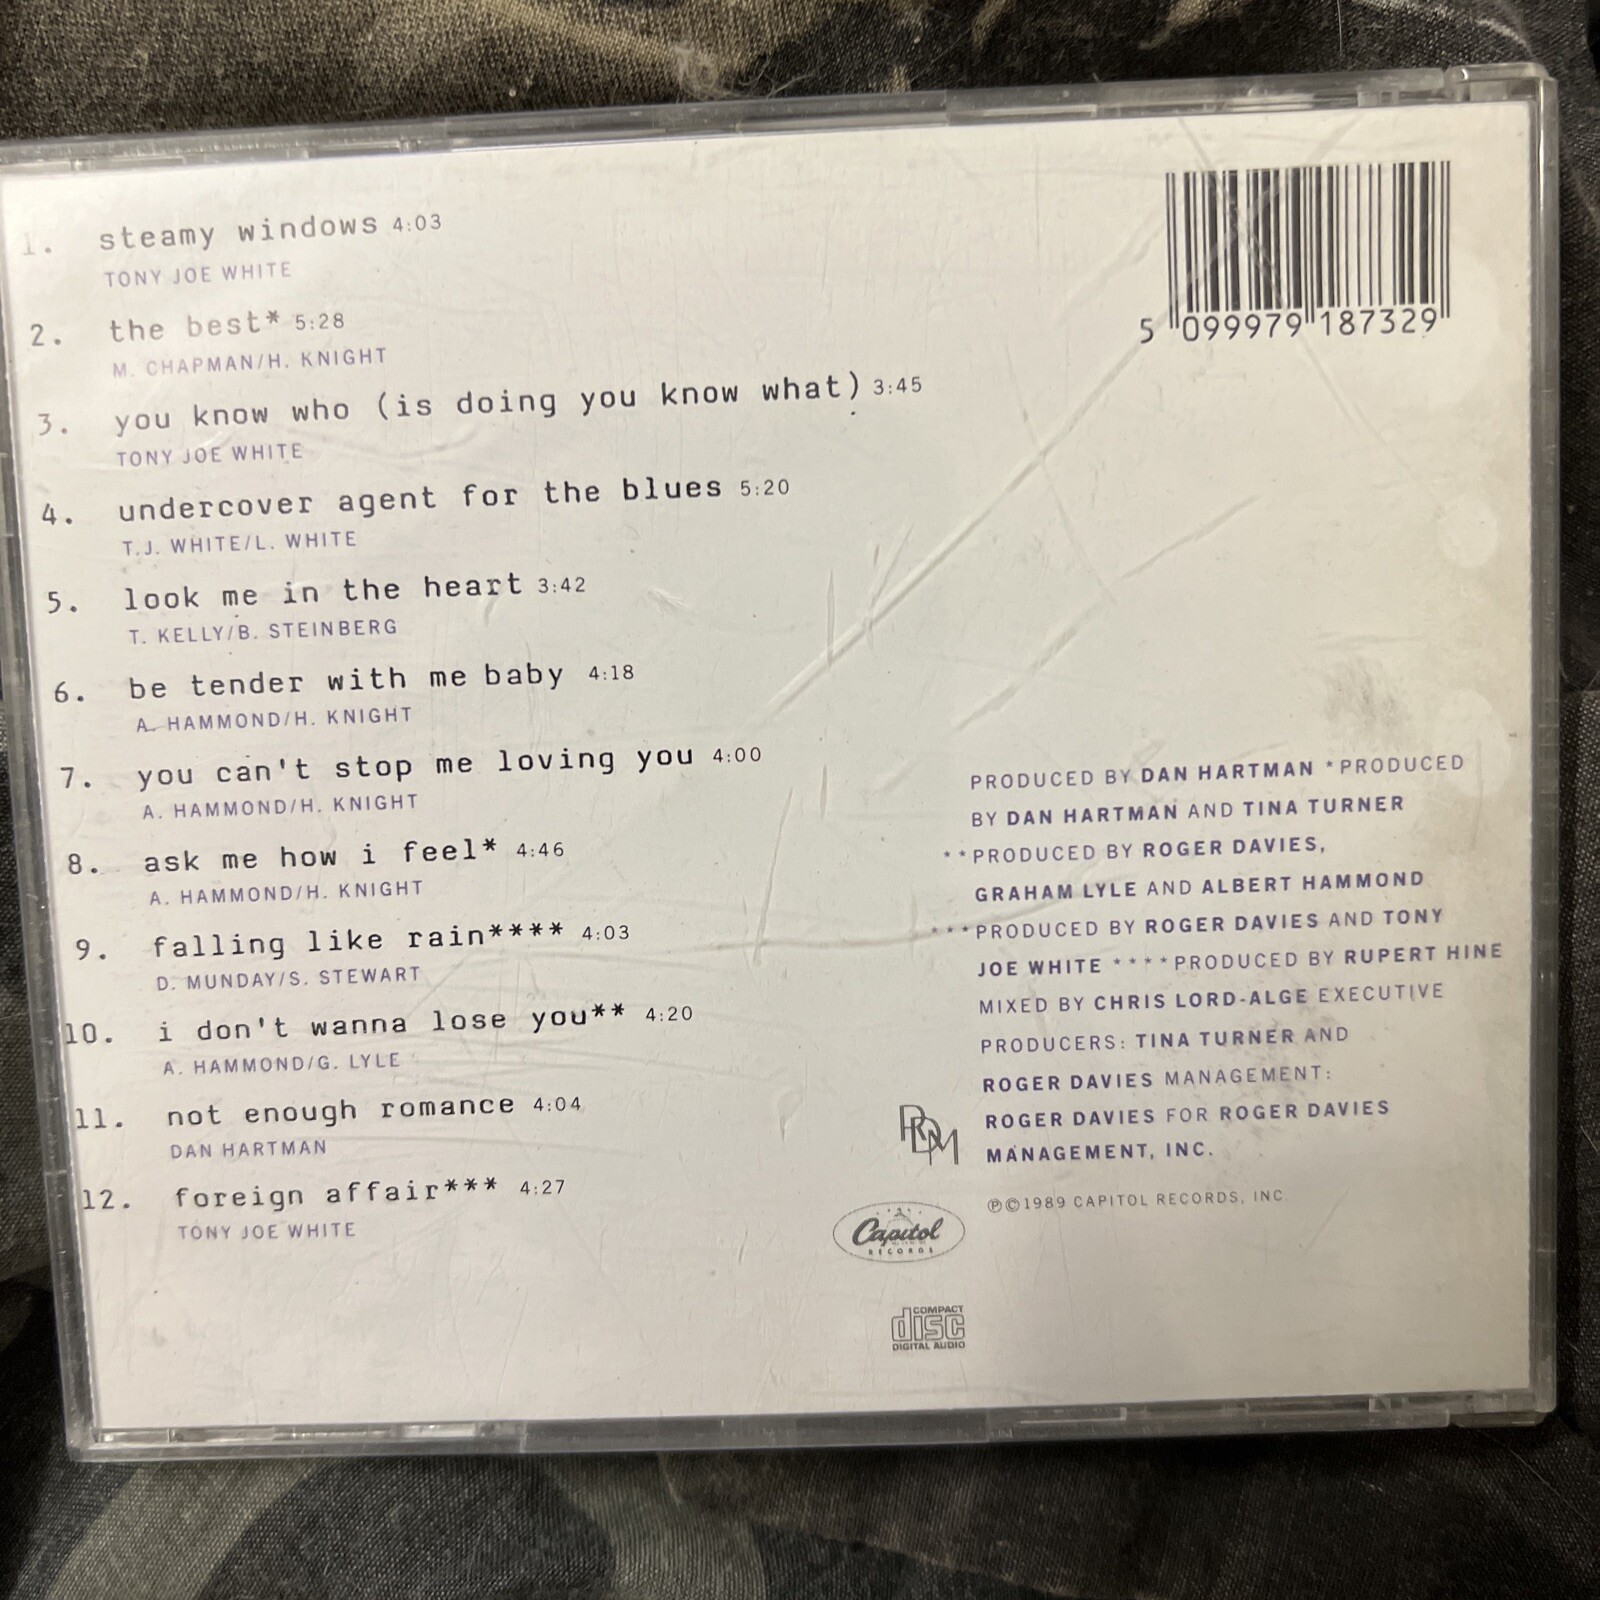 1. steamy windows 4:03
TONY JOE WHITE
2. the best* 5:28
M. CHAPMAN/H. KNIGHT
3. you know who (is doing you know what) 3:45
TONY JOE WHITE
4. undercover agent for the blues 5:20
T.J. WHITE/L. WHITE
5. look me in the heart 3:42
T. KELLY/B. STEINBERG
6. be tender with me baby 4:18
A. HAMMOND/H. KNIGHT
7. you can't stop me loving you 4:00
A. HAMMOND/H. KNIGHT
8. ask me how i feel* 4:46
A. HAMMOND/H. KNIGHT
9. falling like rain**** 4:03
D. MUNDAY/S. STEWART
10. i don't wanna lose you** 4:20
A. HAMMOND/G. LYLE
11. not enough romance 4:04
DAN HARTMAN
12. foreign affair*** 4:27
TONY JOE WHITE
5 099979 187329
PRODUCED BY DAN HARTMAN *PRODUCED
BY DAN HARTMAN AND TINA TURNER
**PRODUCED BY ROGER DAVIES,
GRAHAM LYLE AND ALBERT HAMMOND
***PRODUCED BY ROGER DAVIES AND TONY
JOE WHITE ****PRODUCED BY RUPERT HINE
MIXED BY CHRIS LORD-ALGE EXECUTIVE
PRODUCERS: TINA TURNER AND
ROGER DAVIES MANAGEMENT:
ROGER DAVIES FOR ROGER DAVIES
MANAGEMENT, INC.
RDM
℗©1989 CAPITOL RECORDS, INC.
Capitol
RECORDS
COMPACT
disc
DIGITAL AUDIO